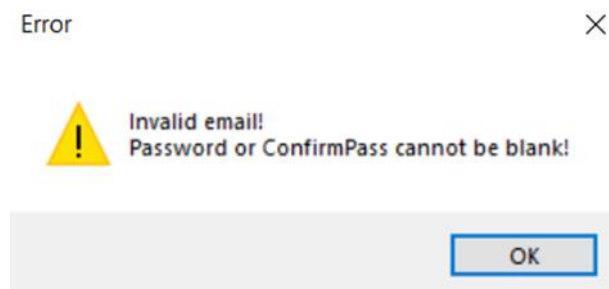 Error
Invalid email!
Password or ConfirmPass cannot be blank!
OK